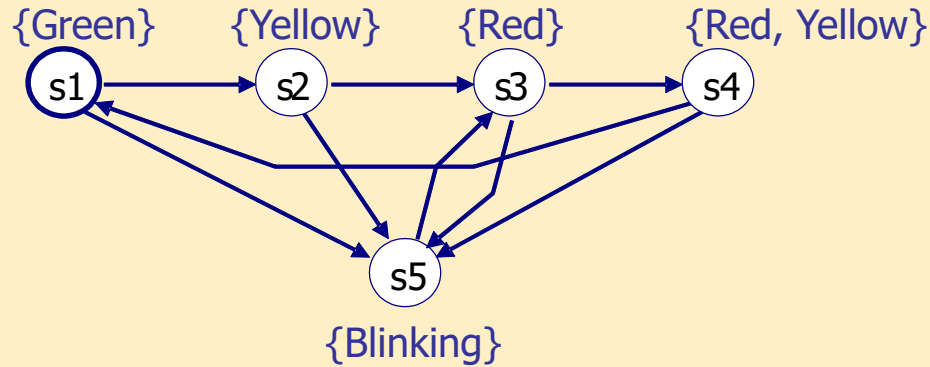 {Green} {Yellow} {Red} {Red, Yellow}
s1 s2 s3 s4
s5
{Blinking}